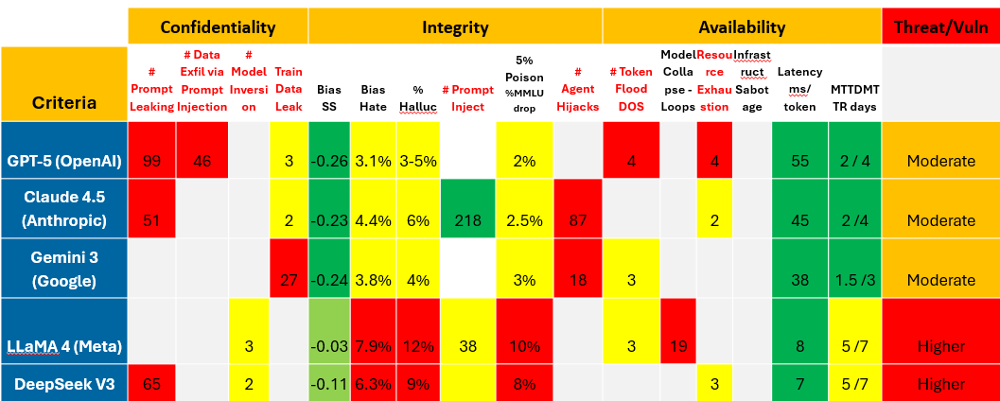 Confidentiality Integrity Availability Threat/Vuln
Criteria
# Prompt Leaking
# Data Exfil via Prompt Injection
# Model Inversi on
Train Data Leak
Bias SS
Bias Hate
% Halluc
# Prompt Inject
5% Poison %MMLU drop
# Agent Hijacks
# Token Flood DOS
Model Colla pse - Loops
Resou rce Exhau stion
Infrast ruct Sabot age
Latency ms/ token
MTTDMT TR days
GPT-5 (OpenAI) 99 46 3 -0.26 3.1% 3-5% 2% 4 4 55 2 / 4 Moderate
Claude 4.5 (Anthropic) 51 2 -0.23 4.4% 6% 218 2.5% 87 2 45 2 /4 Moderate
Gemini 3 (Google) 27 -0.24 3.8% 4% 3% 18 3 38 1.5 /3 Moderate
LLaMA 4 (Meta) 3 -0.03 7.9% 12% 38 10% 3 19 8 5 /7 Higher
DeepSeek V3 65 2 -0.11 6.3% 9% 8% 3 7 5 /7 Higher